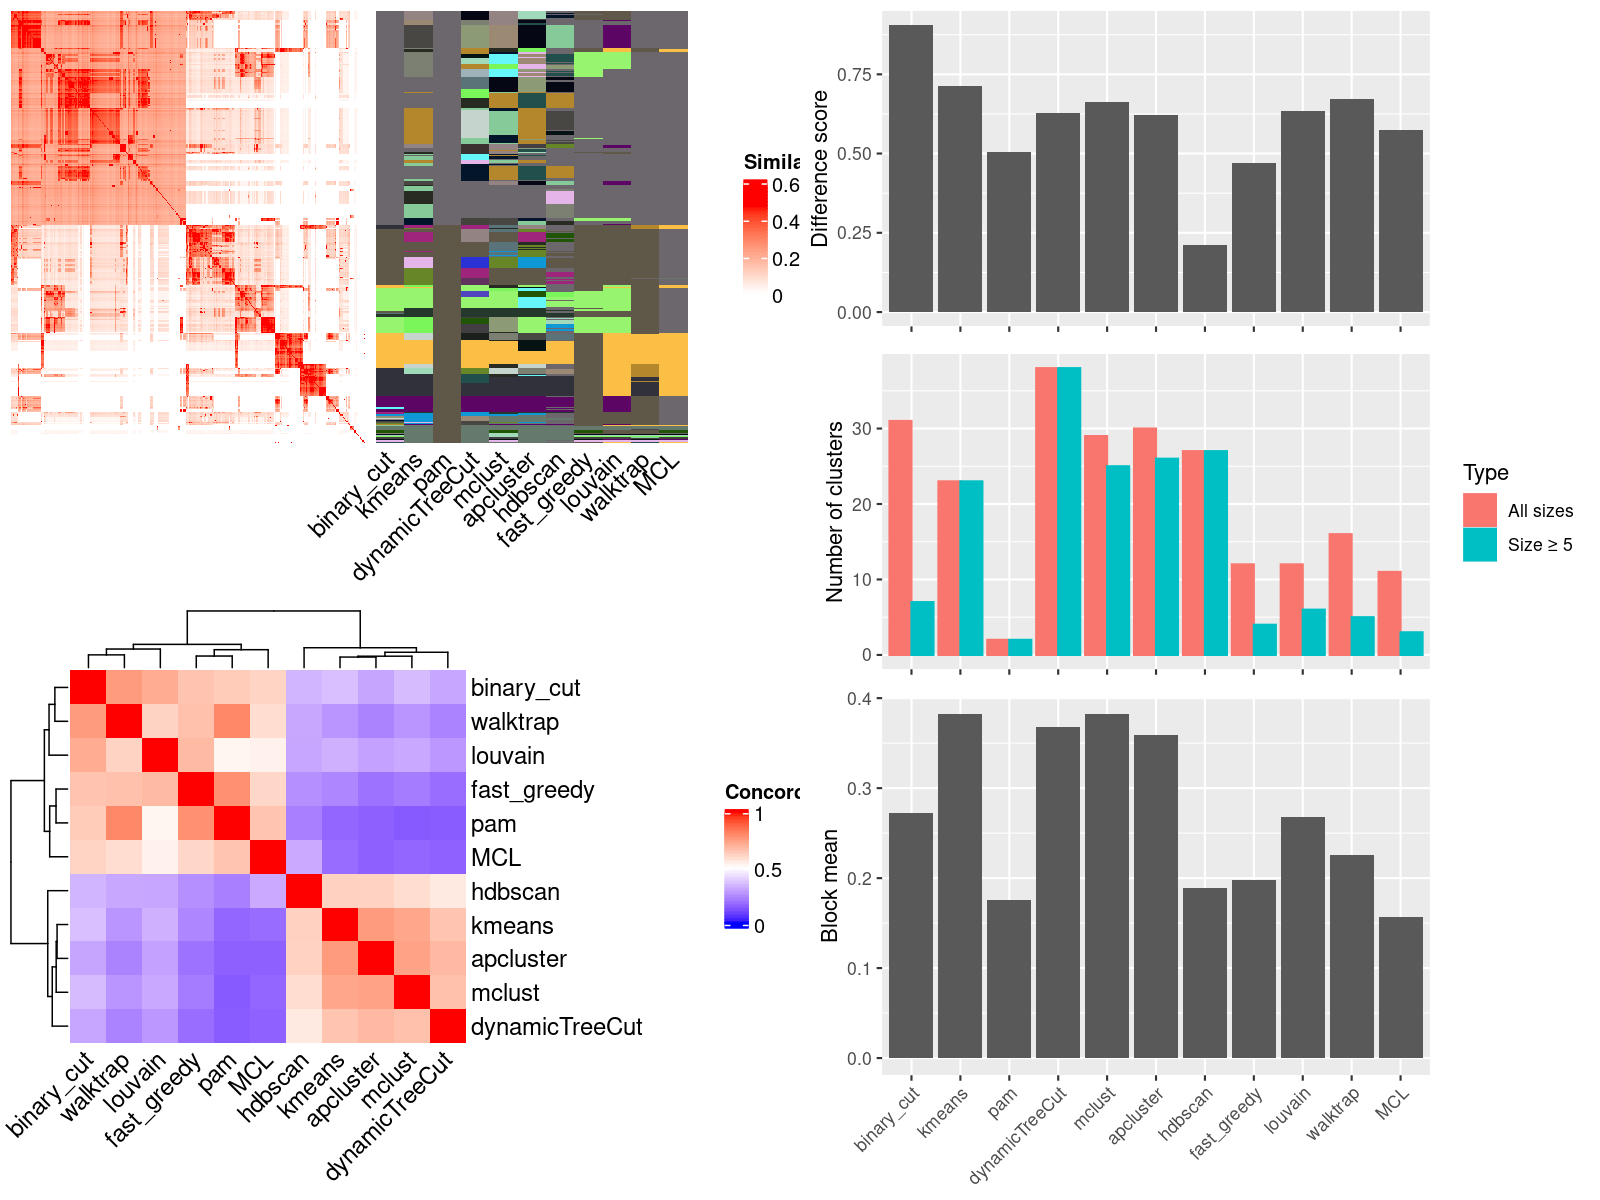 Simila
0.6
0.4
0.2
0
binary_cut
kmeans
pam
dynamicTreeCut
mclust
apcluster
hdbscan
fast_greedy
louvain
walktrap
MCL
binary_cut
walktrap
louvain
fast_greedy
pam
MCL
hdbscan
kmeans
apcluster
mclust
dynamicTreeCut
binary_cut
walktrap
louvain
fast_greedy
pam
MCL
hdbscan
kmeans
apcluster
mclust
dynamicTreeCut
Concord
1
0.5
0
Difference score
0.75
0.50
0.25
0.00
Number of clusters
30
20
10
0
Type
All sizes
Size ≥ 5
Block mean
0.4
0.3
0.2
0.1
0.0
binary_cut
kmeans
pam
dynamicTreeCut
mclust
apcluster
hdbscan
fast_greedy
louvain
walktrap
MCL